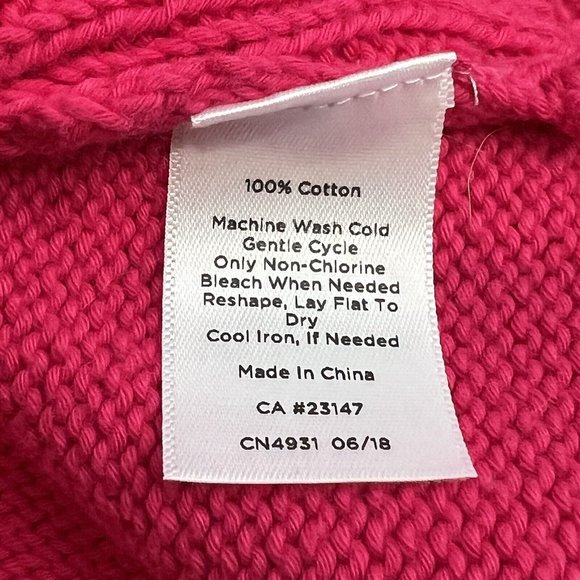 100% Cotton
Machine Wash Cold
Gentle Cycle
Only Non-Chlorine
Bleach When Needed
Reshape, Lay Flat To
Dry
Cool Iron, If Needed
Made In China
CA #23147
CN4931 06/18